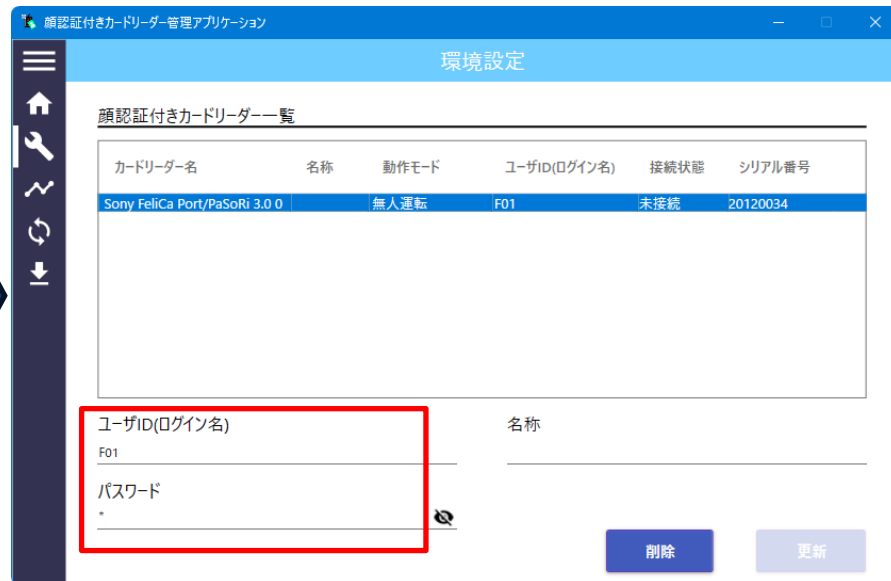 顔認証付きカードリーダー管理アプリケーション
環境設定
顔認証付きカードリーダー一覧
カードリーダー名 名称 動作モード ユーザID(ログイン名) 接続状態 シリアル番号
Sony FeliCa Port/PaSoRi 3.0 0 無人運転 F01 未接続 20120034
ユーザID(ログイン名) 名称
F01
パスワード
*
削除 更新